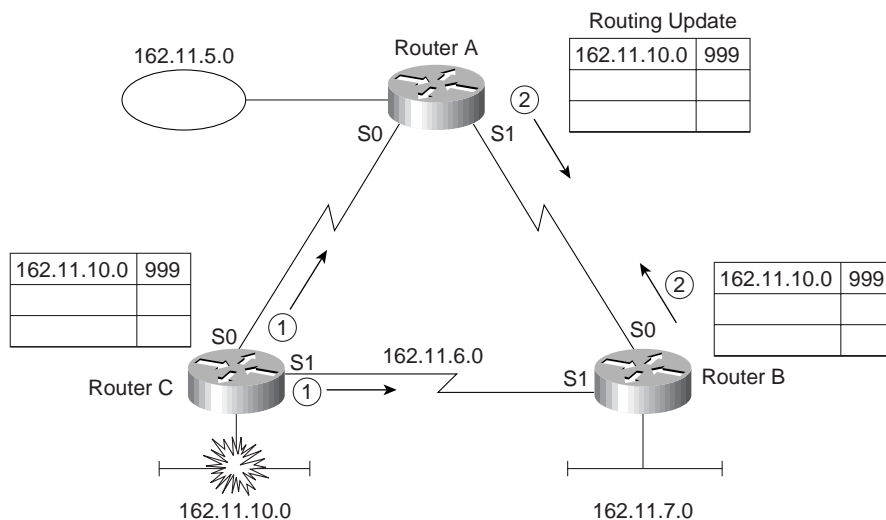 Routing Update
Router A
162.11.5.0
162.11.10.0 999
2
S0
S1
162.11.10.0 999
162.11.10.0 999
2
1
S0
S0
S1
162.11.6.0
Router C
1
S1
Router B
162.11.10.0
162.11.7.0